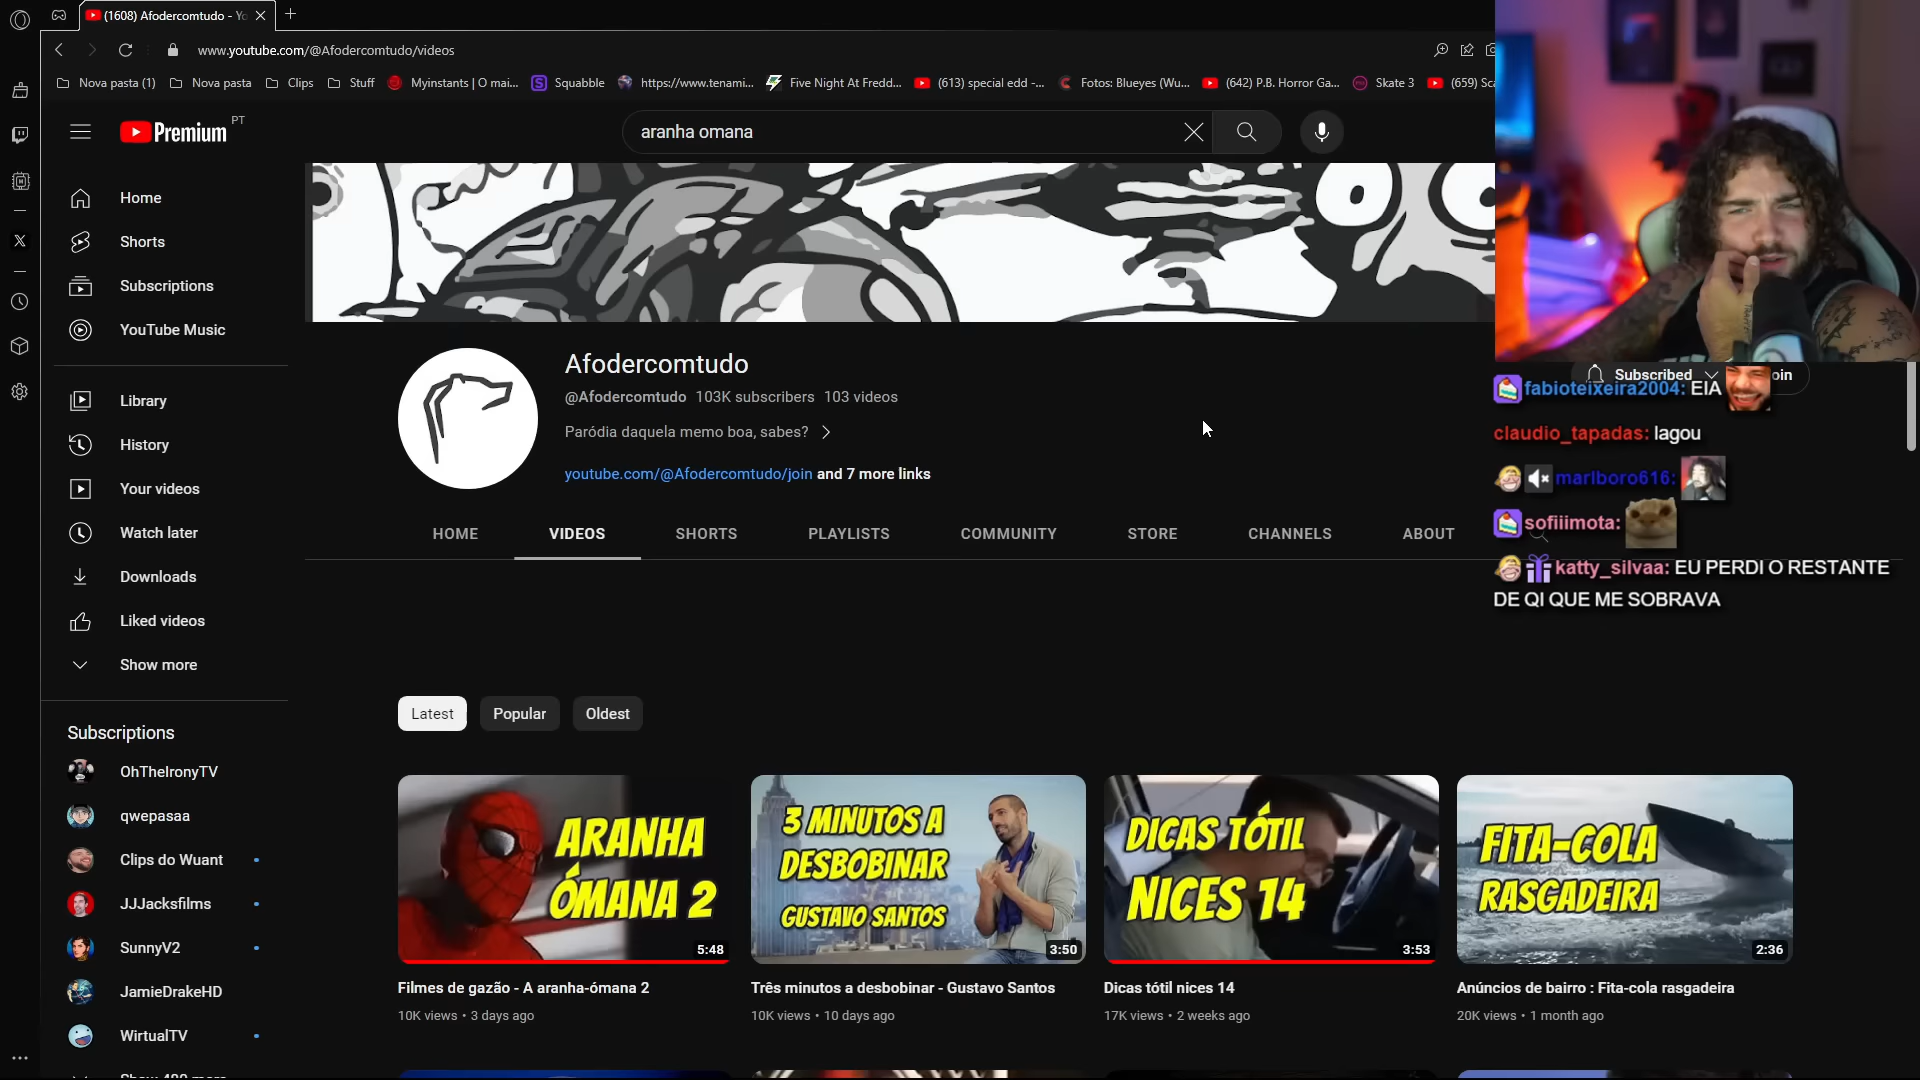 (1608) Afodercomtudo - Yo
www.youtube.com/@Afodercomtudo/videos
Nova pasta (1)
Nova pasta
Clips
Stuff
Myinstants | O mai...
Squabble
https://www.tenami...
Five Night At Fredd...
(613) special edd -...
Fotos: Blueyes (Wu...
(642) P.B. Horror Ga...
Skate 3
(659) Sca
Premium PT
aranha omana
Home
Shorts
Subscriptions
YouTube Music
Library
History
Your videos
Watch later
Downloads
Liked videos
Show more
Subscriptions
OhTheIronyTV
qwepasaa
Clips do Wuant
JJJacksfilms
SunnyV2
JamieDrakeHD
WirtualTV
Afodercomtudo
@Afodercomtudo 103K subscribers 103 videos
Paródia daquela memo boa, sabes?
youtube.com/@Afodercomtudo/join and 7 more links
Subscribed
oin
HOME
VIDEOS
SHORTS
PLAYLISTS
COMMUNITY
STORE
CHANNELS
ABOUT
fabioteixeira2004: EIA
claudio_tapadas: lagou
marlboro616:
sofiiimota:
katty_silvaa: EU PERDI O RESTANTE
DE QI QUE ME SOBRAVA
Latest
Popular
Oldest
ARANHA
ÓMANA 2
5:48
Filmes de gazão - A aranha-ómana 2
10K views • 3 days ago
3 MINUTOS A
DESBOBINAR
GUSTAVO SANTOS
3:50
Três minutos a desbobinar - Gustavo Santos
10K views • 10 days ago
DICAS TÓTIL
NICES 14
3:53
Dicas tótil nices 14
17K views • 2 weeks ago
FITA-COLA
RASGADEIRA
2:36
Anúncios de bairro : Fita-cola rasgadeira
20K views • 1 month ago